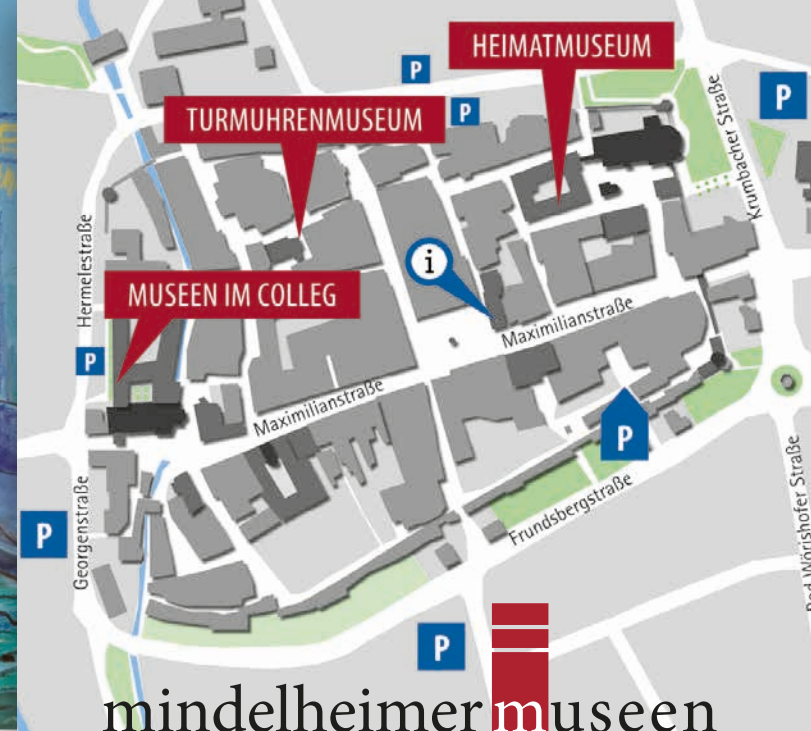 HEIMATMUSEUM
P
P
P
TURMUHRENMUSEUM
Krumbacher Straße
Hermelestraße
i
MUSEEN IM COLLEG
Maximilianstraße
P
Maximilianstraße
P
P
Georgenstraße
Frundsbergstraße
Bad Wörishofer Straße
P
mindelheimer museen